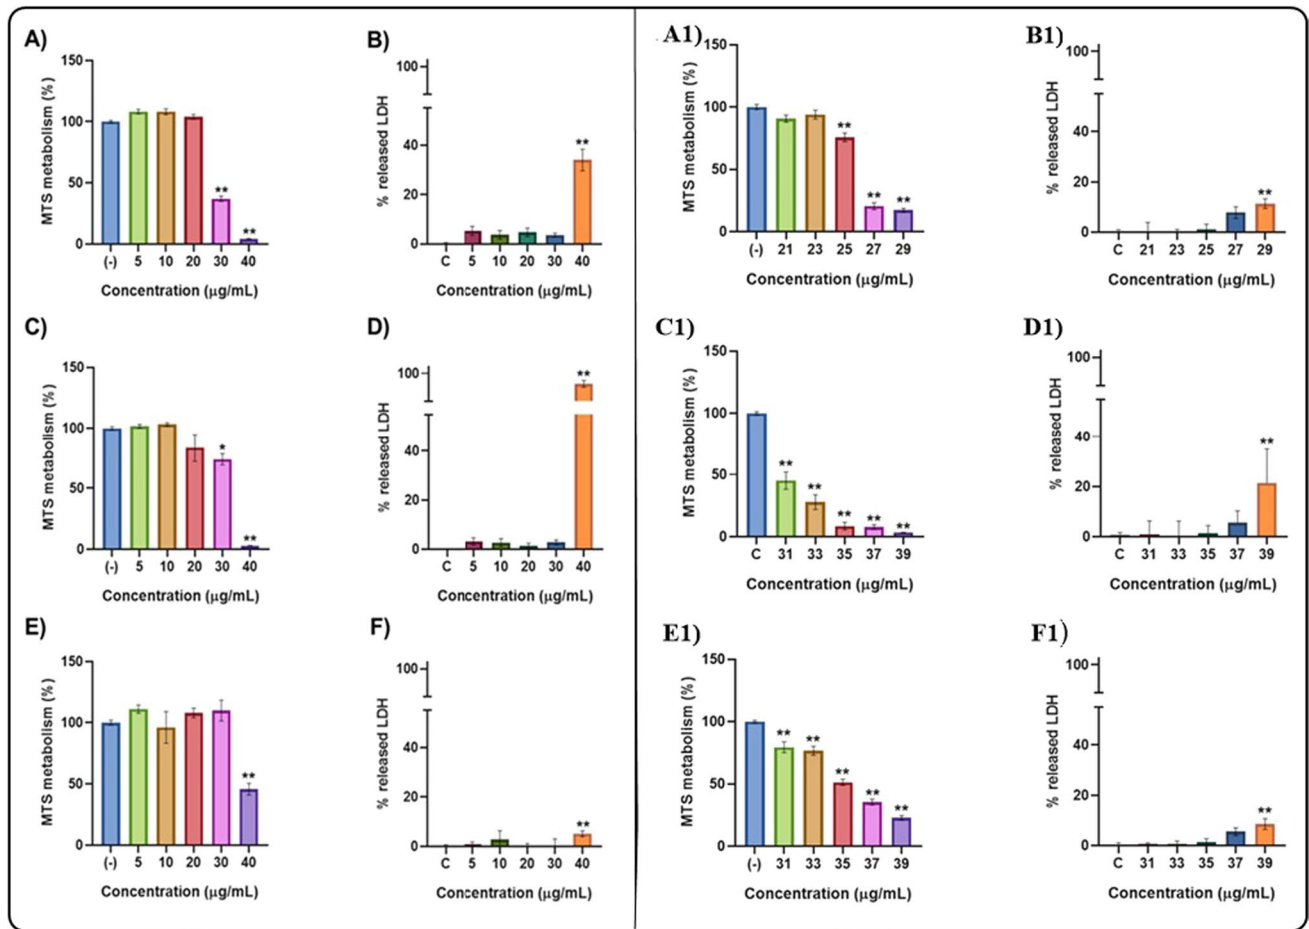 A)
150
100
50
0
MTS metabolism (%)
**
**
(-) 5 10 20 30 40
Concentration (µg/mL)
B)
100
40
20
0
% released LDH
**
C 5 10 20 30 40
Concentration (µg/mL)
A1)
150
100
50
0
MTS metabolism (%)
**
**
**
(-) 21 23 25 27 29
Concentration (µg/mL)
B1)
100
40
20
0
% released LDH
**
C 21 23 25 27 29
Concentration (µg/mL)
C)
150
100
50
0
MTS metabolism (%)
*
**
(-) 5 10 20 30 40
Concentration (µg/mL)
D)
100
40
20
0
% released LDH
**
C 5 10 20 30 40
Concentration (µg/mL)
C1)
150
100
50
0
MTS metabolism (%)
**
**
**
**
**
C 31 33 35 37 39
Concentration (µg/mL)
D1)
100
40
20
0
% released LDH
**
C 31 33 35 37 39
Concentration (µg/mL)
E)
150
100
50
0
MTS metabolism (%)
**
(-) 5 10 20 30 40
Concentration (µg/mL)
F)
100
40
20
0
% released LDH
**
C 5 10 20 30 40
Concentration (µg/mL)
E1)
150
100
50
0
MTS metabolism (%)
**
**
**
**
**
(-) 31 33 35 37 39
Concentration (µg/mL)
F1)
100
40
20
0
% released LDH
**
C 31 33 35 37 39
Concentration (µg/mL)